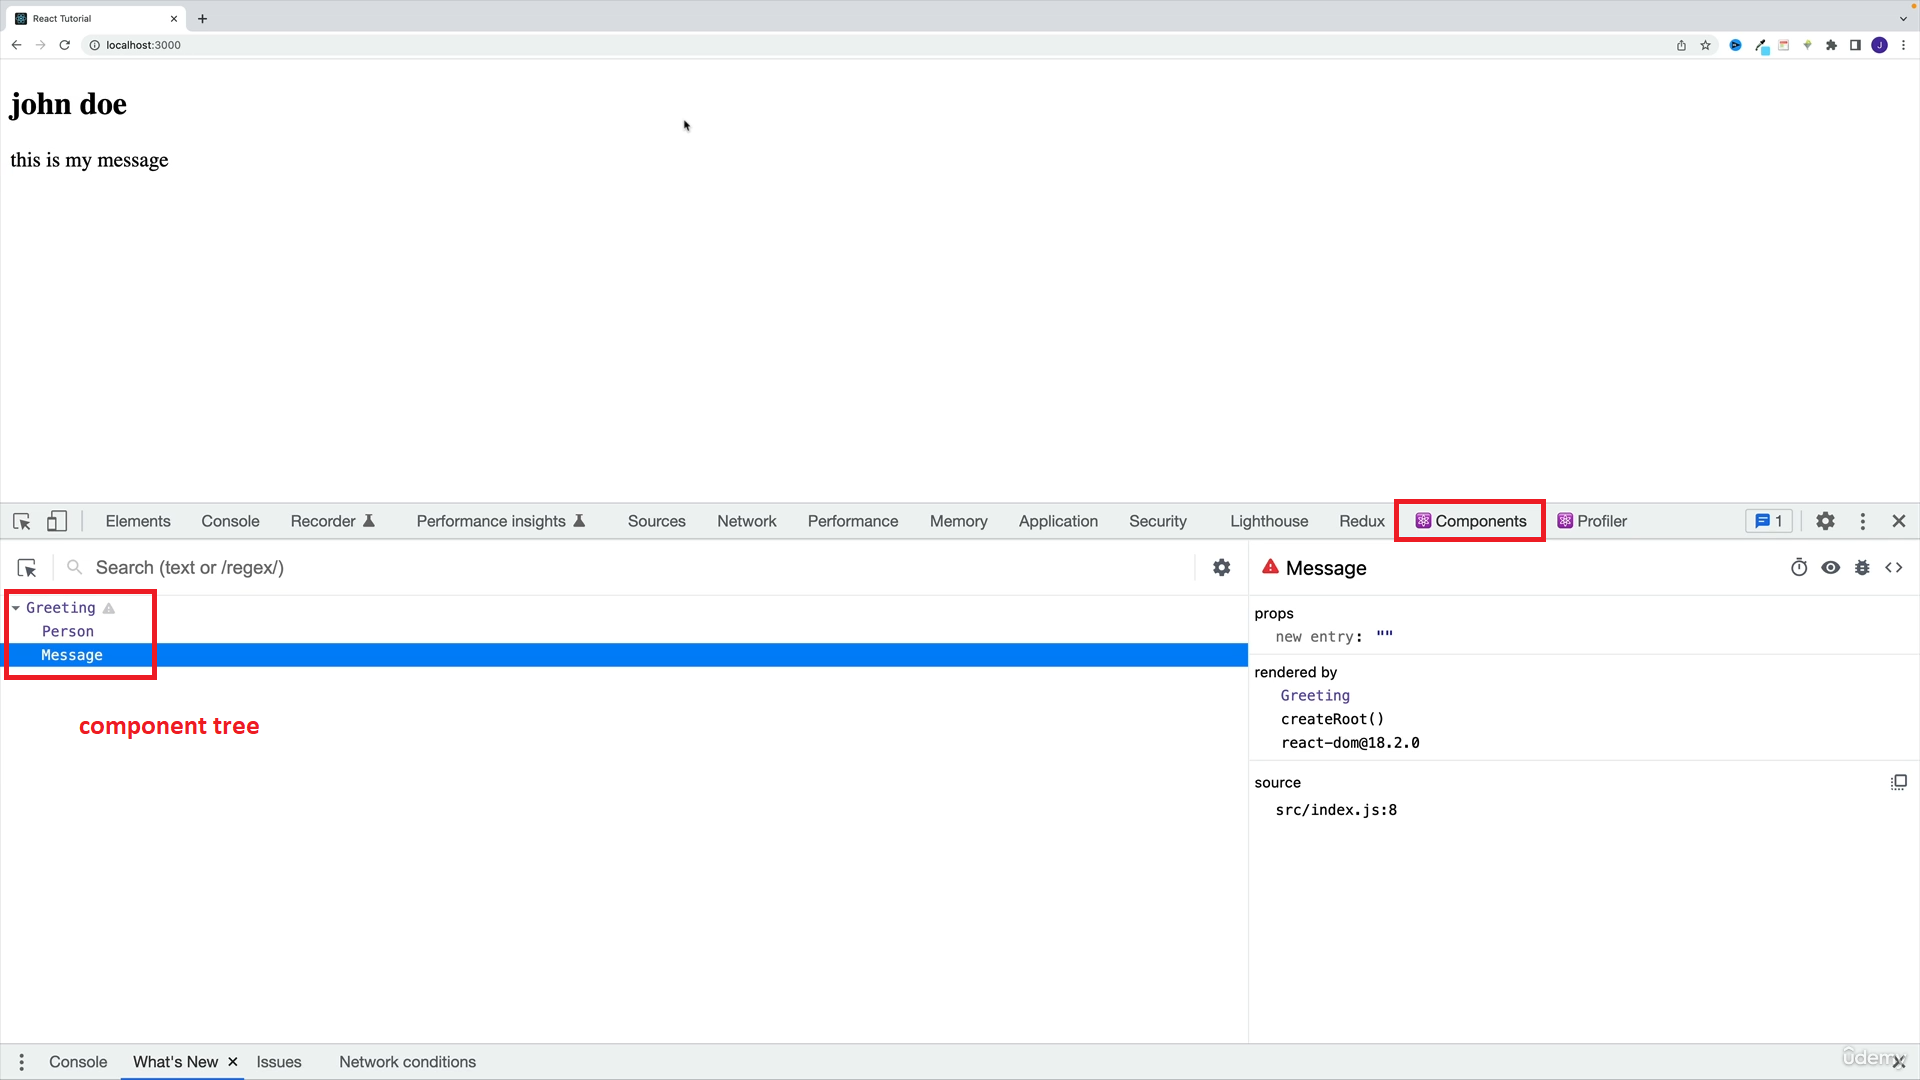 React Tutorial
localhost:3000
J
john doe
this is my message
Elements Console Recorder Performance insights Sources Network Performance Memory Application Security Lighthouse Redux Components Profiler 1
Search (text or /regex/)
Message
Greeting
Person
Message
component tree
props
new entry: ""
rendered by
Greeting
createRoot()
react-dom@18.2.0
source
src/index.js:8
Console What's New Issues Network conditions
ûdemy